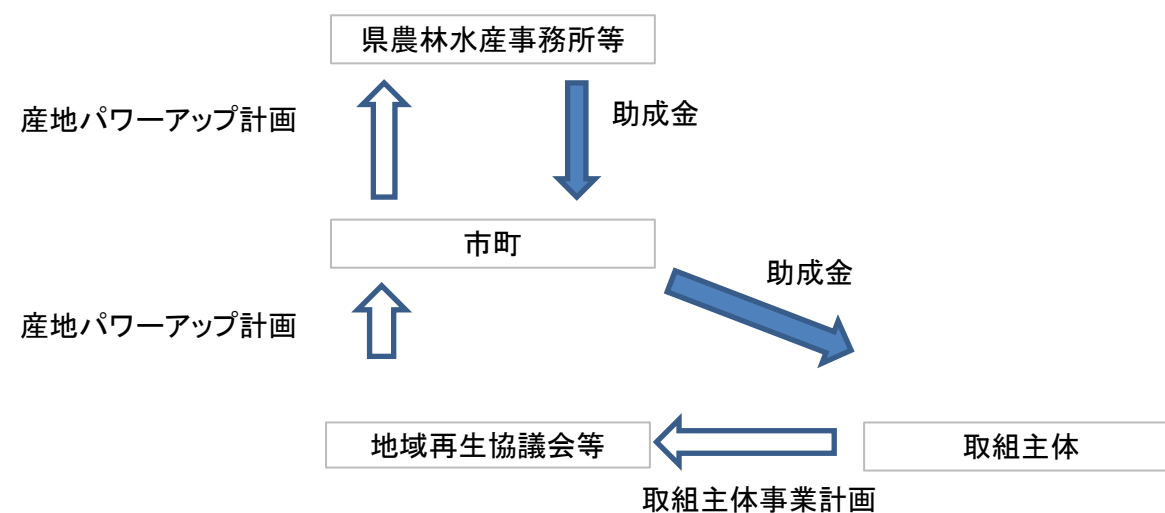 県農林水産事務所等
産地パワーアップ計画
助成金
市町
助成金
産地パワーアップ計画
地域再生協議会等
取組主体
取組主体事業計画